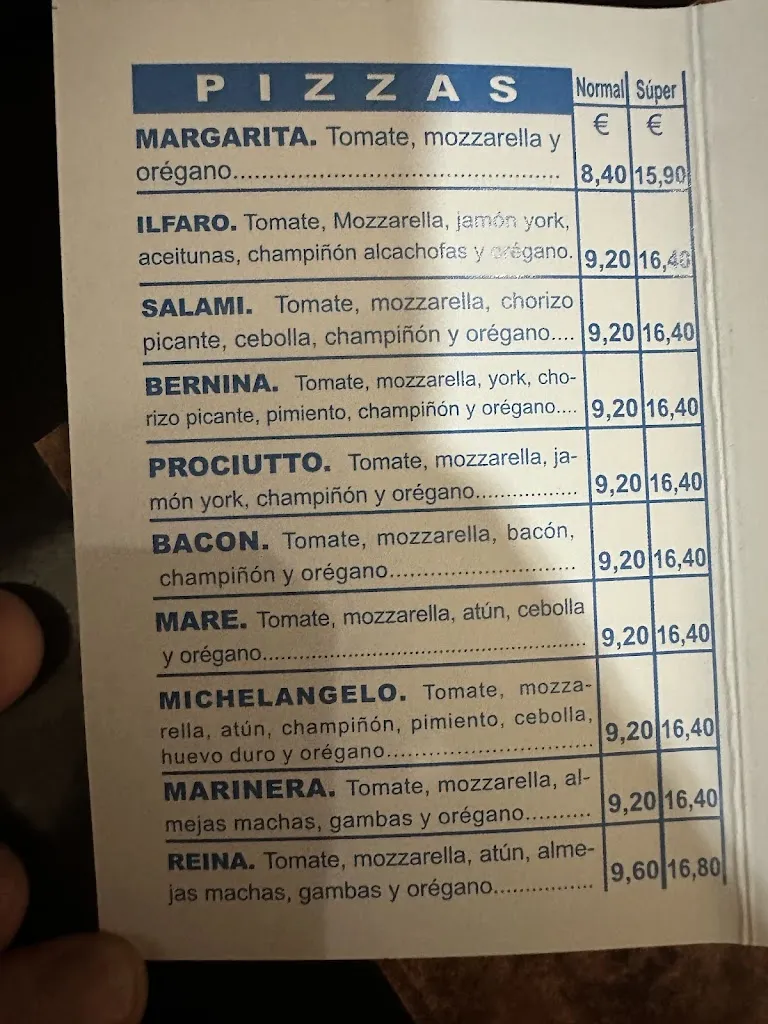 PIZZAS Normal Súper
€ €
MARGARITA. Tomate, mozzarella y
orégano.......................................... 8,40 15,90
ILFARO. Tomate, Mozzarella, jamón york,
aceitunas, champiñón alcachofas y orégano. 9,20 16,40
SALAMI. Tomate, mozzarella, chorizo
picante, cebolla, champiñón y orégano.... 9,20 16,40
BERNINA. Tomate, mozzarella, york, cho-
rizo picante, pimiento, champiñón y orégano.... 9,20 16,40
PROCIUTTO. Tomate, mozzarella, ja-
món york, champiñón y orégano................. 9,20 16,40
BACON. Tomate, mozzarella, bacón,
champiñón y orégano.............................. 9,20 16,40
MARE. Tomate, mozzarella, atún, cebolla
y orégano.................................................. 9,20 16,40
MICHELANGELO. Tomate, mozza-
rella, atún, champiñón, pimiento, cebolla,
huevo duro y orégano................................ 9,20 16,40
MARINERA. Tomate, mozzarella, al-
mejas machas, gambas y orégano.......... 9,20 16,40
REINA. Tomate, mozzarella, atún, alme-
jas machas, gambas y orégano............... 9,60 16,80